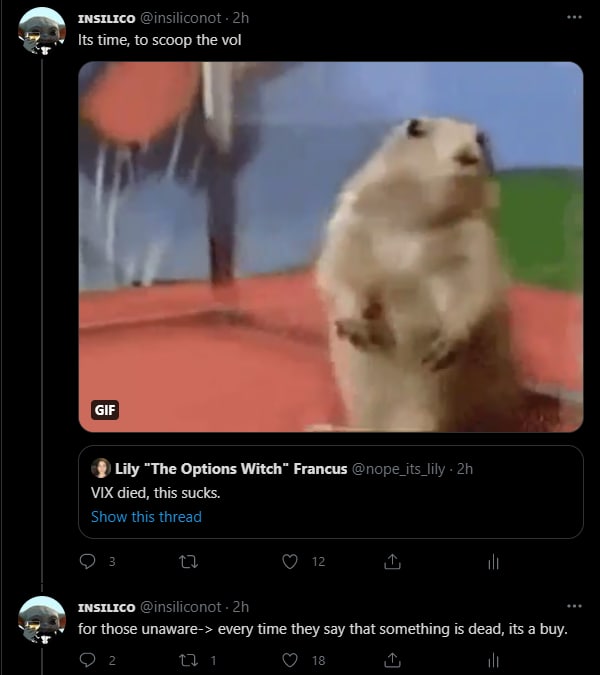 INSILICO @insiliconot · 2h
Its time, to scoop the vol
GIF
Lily "The Options Witch" Francus @nope_its_lily · 2h
VIX died, this sucks.
Show this thread
3 12
INSILICO @insiliconot · 2h
for those unaware-> every time they say that something is dead, its a buy.
2 1 18